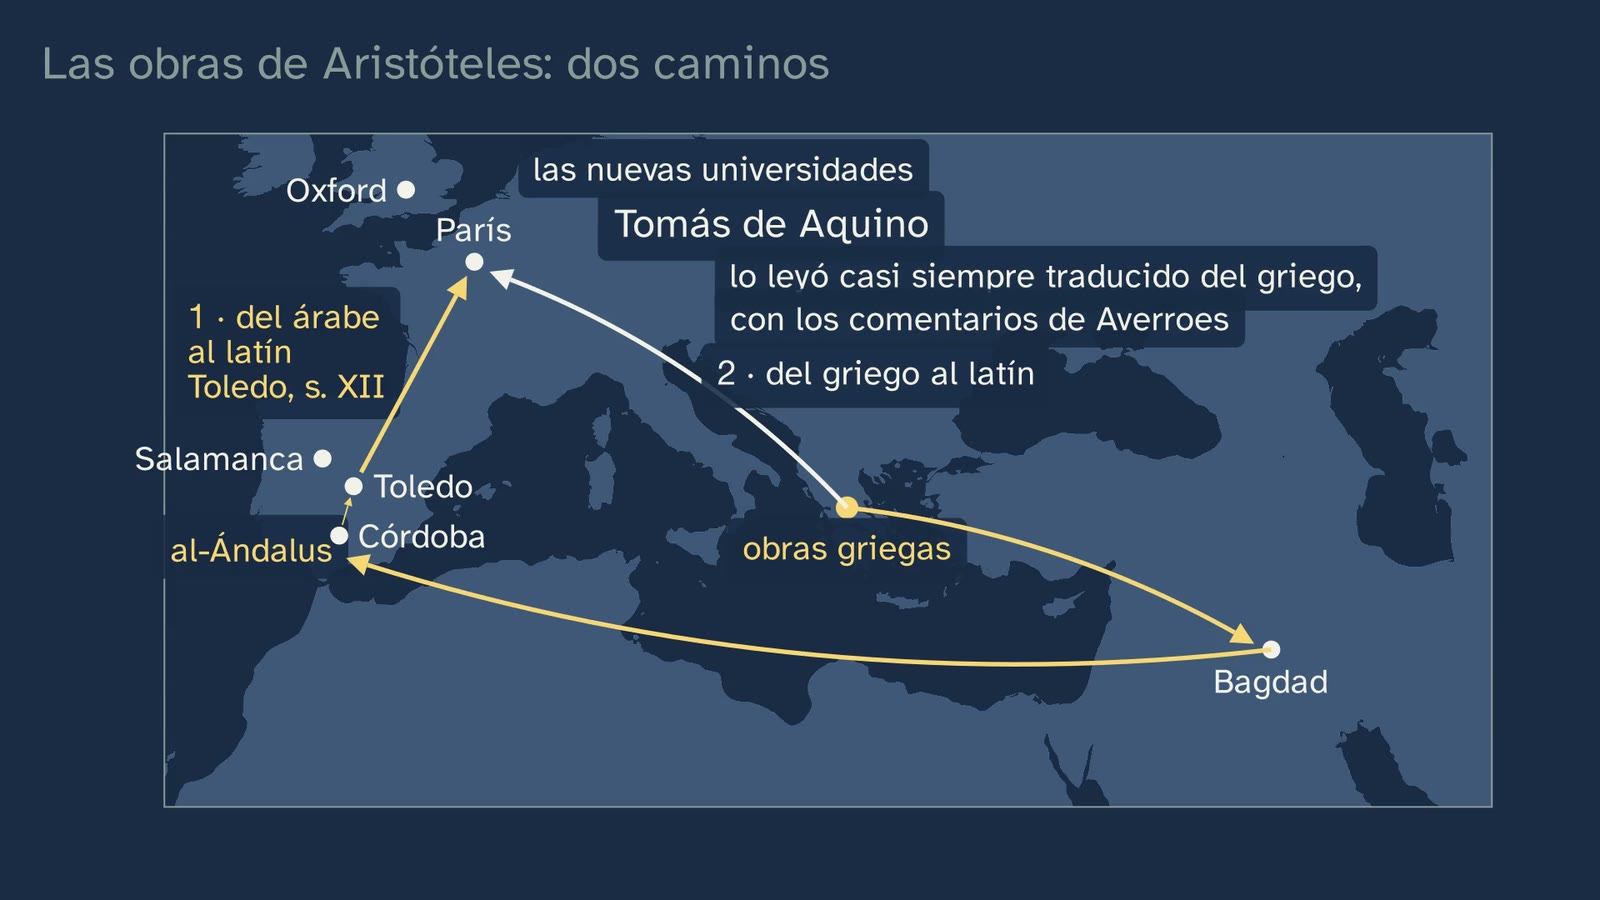 Las obras de Aristóteles: dos caminos
las nuevas universidades
Oxford
Tomás de Aquino
París
lo leyó casi siempre traducido del griego,
con los comentarios de Averroes
1 · del árabe
al latín
Toledo, s. XII
2 · del griego al latín
Salamanca
Toledo
Córdoba
al-Ándalus
obras griegas
Bagdad